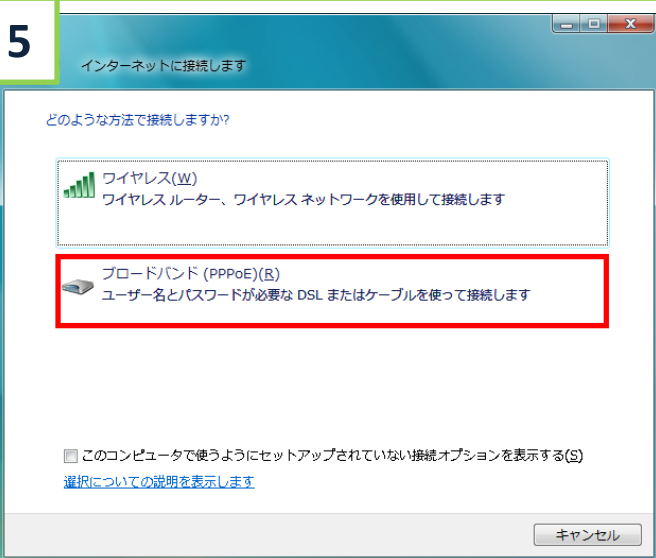 5
インターネットに接続します
どのような方法で接続しますか?
ワイヤレス(W)
ワイヤレス ルーター、ワイヤレス ネットワークを使用して接続します
ブロードバンド (PPPoE)(R)
ユーザー名とパスワードが必要な DSL またはケーブルを使って接続します
このコンピュータで使うようにセットアップされていない接続オプションを表示する(S)
選択についての説明を表示します
キャンセル